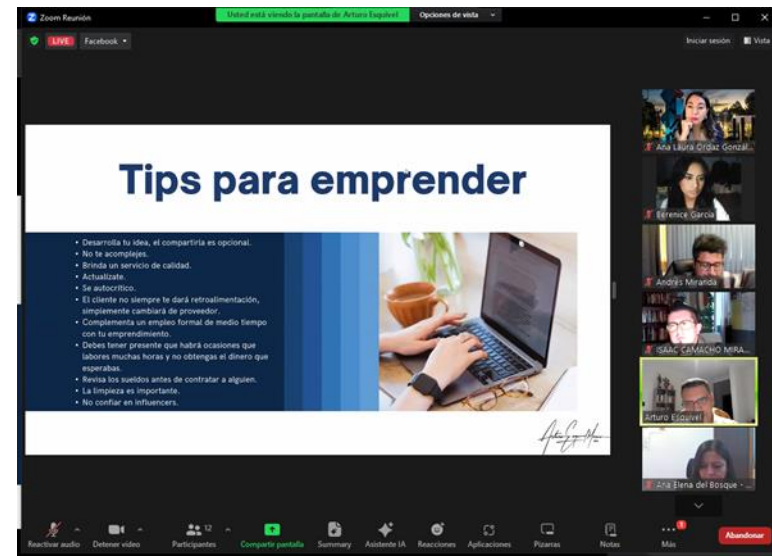 Zoom Reunión
Usted está viendo la pantalla de Arturo Esquivel
Opciones de vista
LIVE
Facebook
Iniciar sesión
Vista
Tips para emprender
• Desarrolla tu idea, el compartirla es opcional.
• No te acomplejes.
• Brinda un servicio de calidad.
• Actualízate.
• Se autocrítico.
• El cliente no siempre te dará retroalimentación,
simplemente cambiará de proveedor.
• Complementa un empleo formal de medio tiempo
con tu emprendimiento.
• Debes tener presente que habrá ocasiones que
labores muchas horas y no obtengas el dinero que
esperabas.
• Revisa los sueldos antes de contratar a alguien.
• La limpieza es importante.
• No confiar en influencers.
Ana Laura Ordaz Gonzál...
Berenice García
Andrés Miranda
ISAAC CAMACHO MIRA...
Arturo Esquivel
Ana Elena del Bosque - ...
Reactivar audio
Detener video
12
Participantes
Compartir pantalla
Summary
Asistente IA
Reacciones
Aplicaciones
Pizarras
Notas
Más
Abandonar